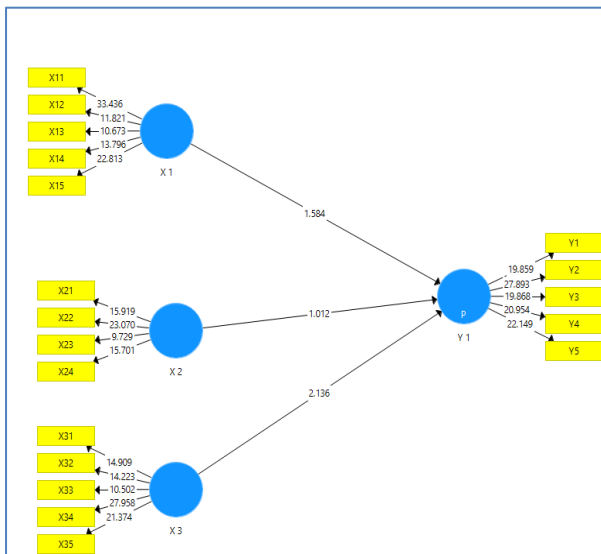 X11
X12
X13
X14
X15
33.436
11.821
10.673
13.796
22.813
X 1
1.584
X21
X22
X23
X24
15.919
23.070
9.729
15.701
X 2
1.012
X31
X32
X33
X34
X35
14.909
14.223
10.502
27.958
21.374
X 3
2.136
P
Y 1
19.859
27.893
19.868
20.954
22.149
Y1
Y2
Y3
Y4
Y5